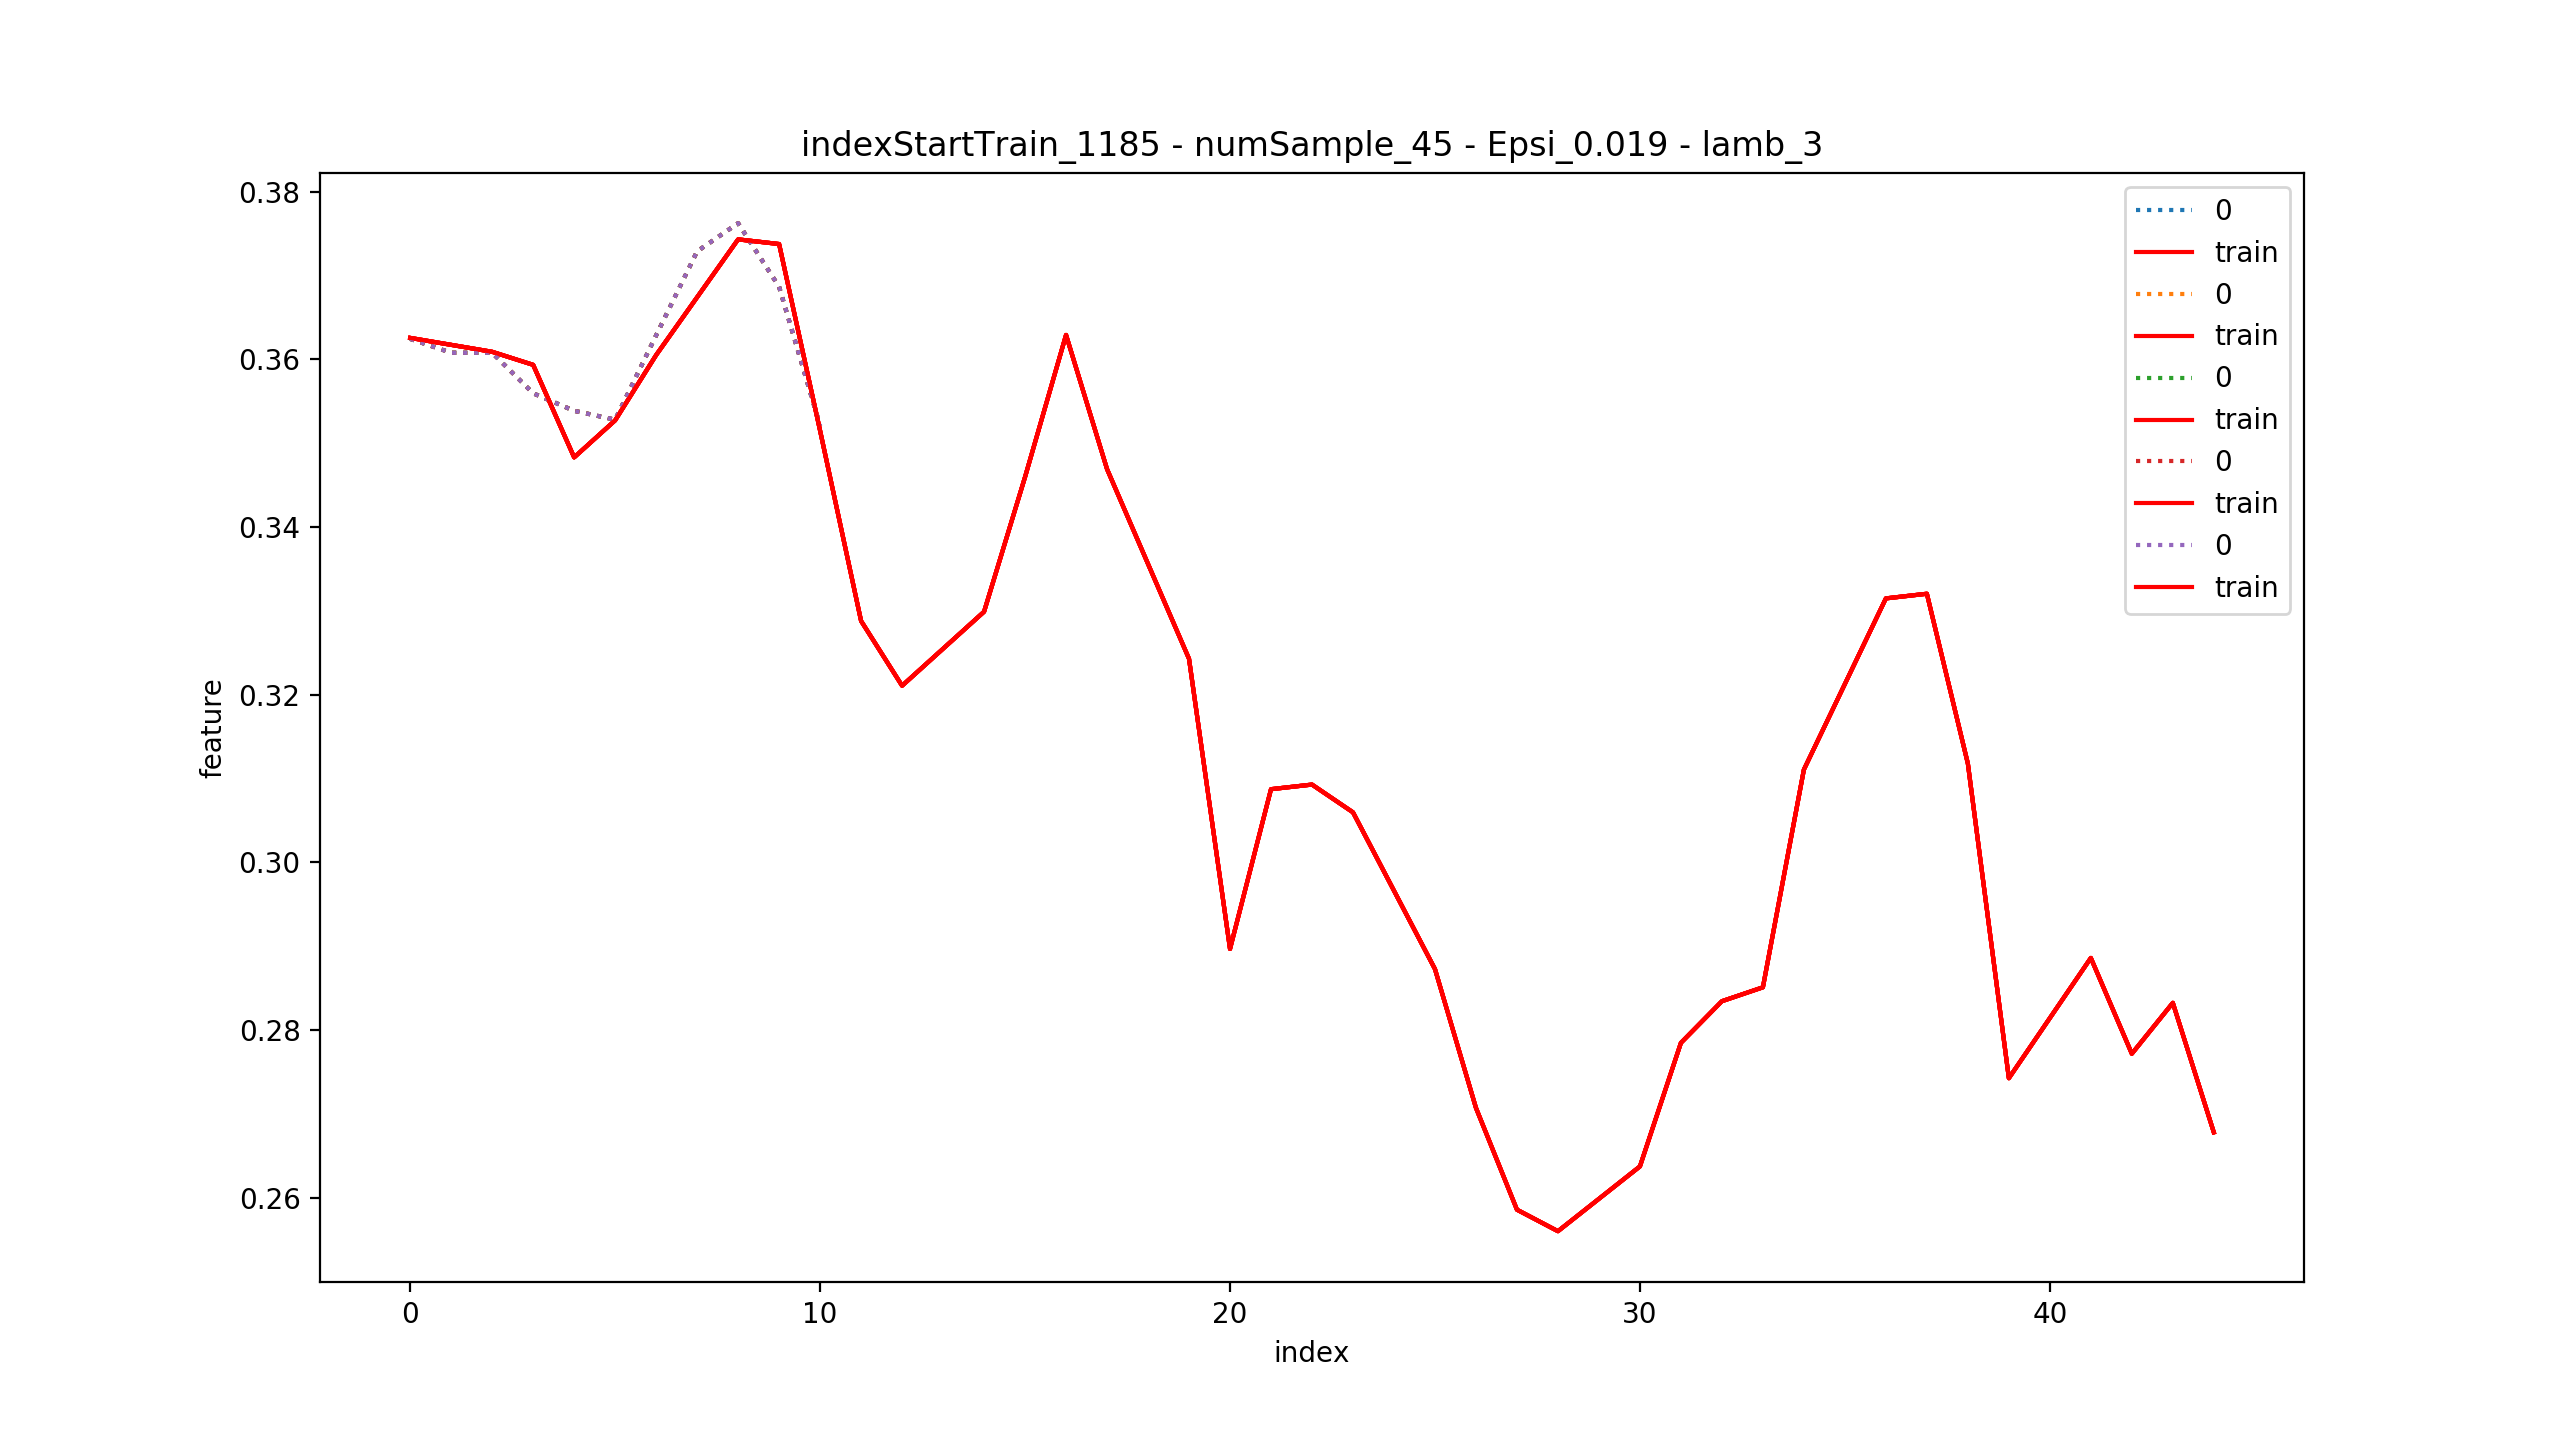 indexStartTrain_1185 - numSample_45 - Epsi_0.019 - lamb_3
0.38
0.36
0.34
0.32
0.30
0.28
0.26
feature
0
train
0
train
0
train
0
train
0
train
0 10 20 30 40
index